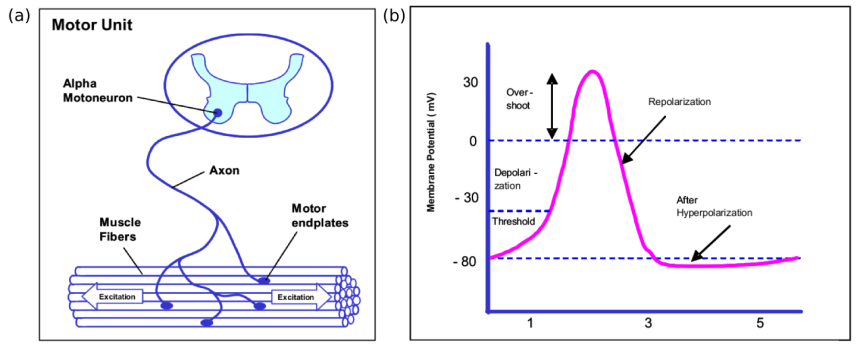 (a)
Motor Unit
Alpha
Motoneuron
Axon
Motor
endplates
Muscle
Fibers
Excitation
Excitation
(b)
Membrane Potential ( mV)
30
0
- 30
- 80
Over -
shoot
Repolarization
Depolari -
zation
Threshold
After
Hyperpolarization
1
3
5